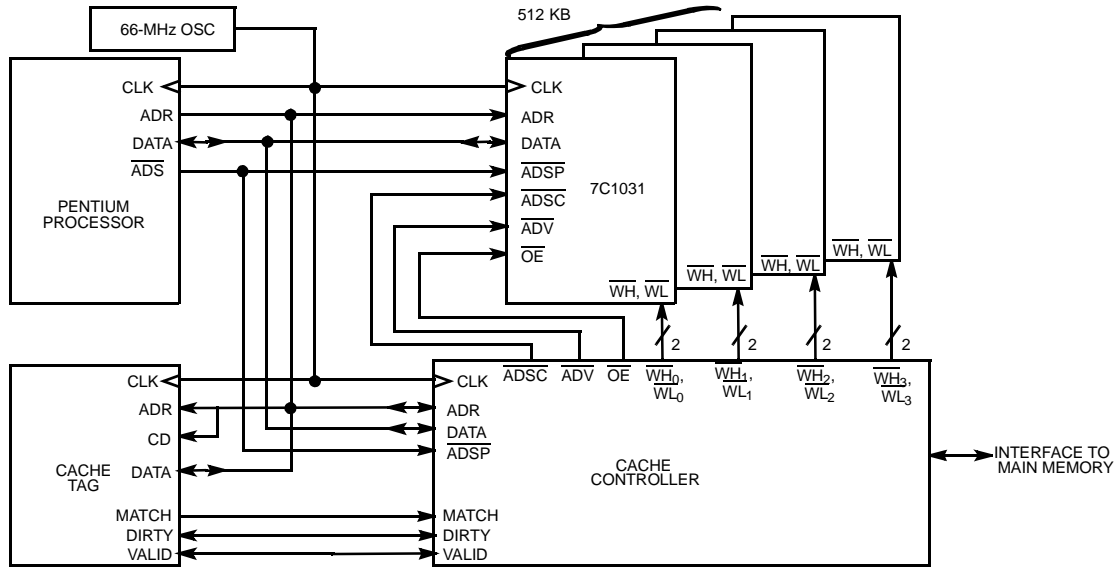 512 KB
66-MHz OSC
CLK
ADR
DATA
ADS
PENTIUM
PROCESSOR
CLK
ADR
DATA
ADSP
ADSC
ADV
OE
7C1031
WH, WL
WH, WL
WH, WL
WH, WL
2
2
2
2
CLK
ADR
CD
DATA
CACHE
TAG
MATCH
DIRTY
VALID
ADSC
ADV
OE
WH0,
WL0
WH1,
WL1
WH2,
WL2
WH3,
WL3
CLK
ADR
DATA
ADSP
CACHE
CONTROLLER
MATCH
DIRTY
VALID
INTERFACE TO
MAIN MEMORY